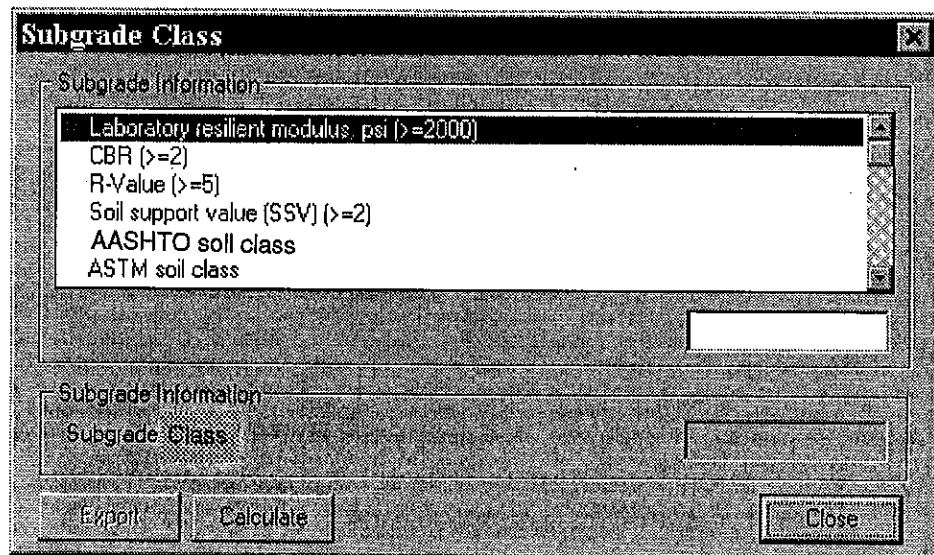 Subgrade Class
Subgrade Information
Laboratory resilient modulus, psi (>=2000)
CBR (>=2)
R-Value (>=5)
Soil support value (SSV) (>=2)
AASHTO soil class
ASTM soil class
Subgrade Information
Subgrade Class
Export
Calculate
Close